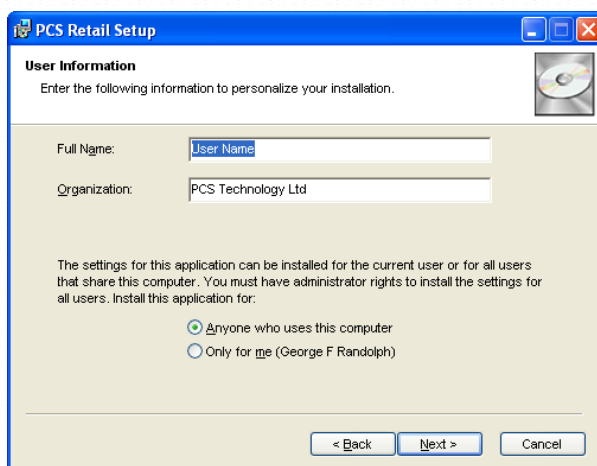 PCS Retail Setup
User Information
Enter the following information to personalize your installation.
Full Name: User Name
Organization: PCS Technology Ltd
The settings for this application can be installed for the current user or for all users
that share this computer. You must have administrator rights to install the settings for
all users. Install this application for:
Anyone who uses this computer
Only for me (George F Randolph)
< Back Next > Cancel